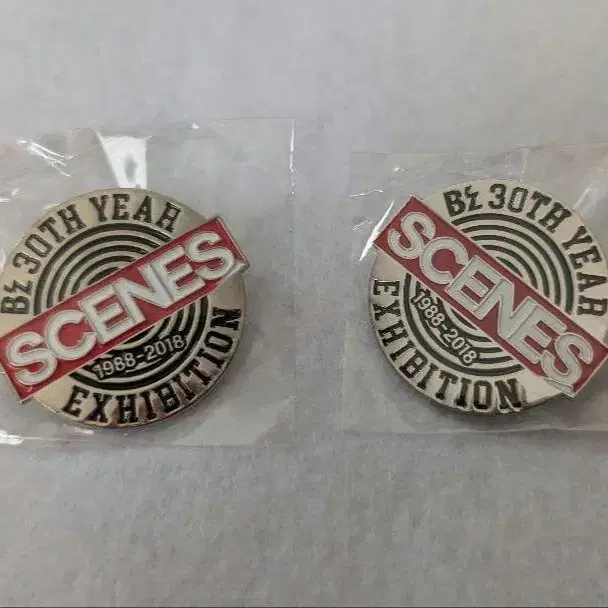 B'z 30TH YEAR
SCENES
1988-2018
EXHIBITION
B'z 30TH YEAR
SCENES
1988-2018
EXHIBITION